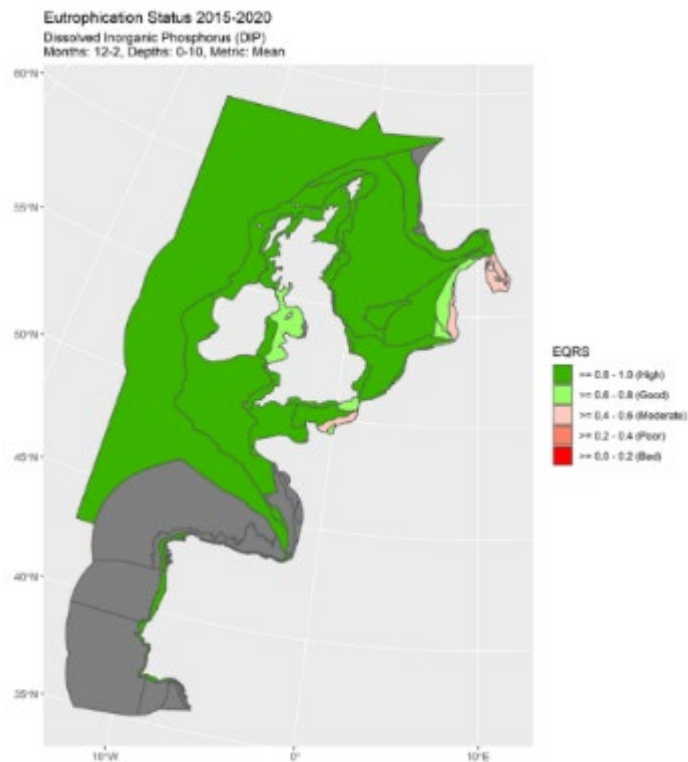 Eutrophication Status 2015-2020
Dissolved Inorganic Phosphorus (DIP)
Months: 12-2, Depths: 0-10, Metric: Mean
60°N
55°N
50°N
45°N
40°N
35°N
10°W
0°
10°E
EQRS
>= 0.8 - 1.0 (High)
>= 0.6 - 0.8 (Good)
>= 0.4 - 0.6 (Moderate)
>= 0.2 - 0.4 (Poor)
>= 0.0 - 0.2 (Bad)